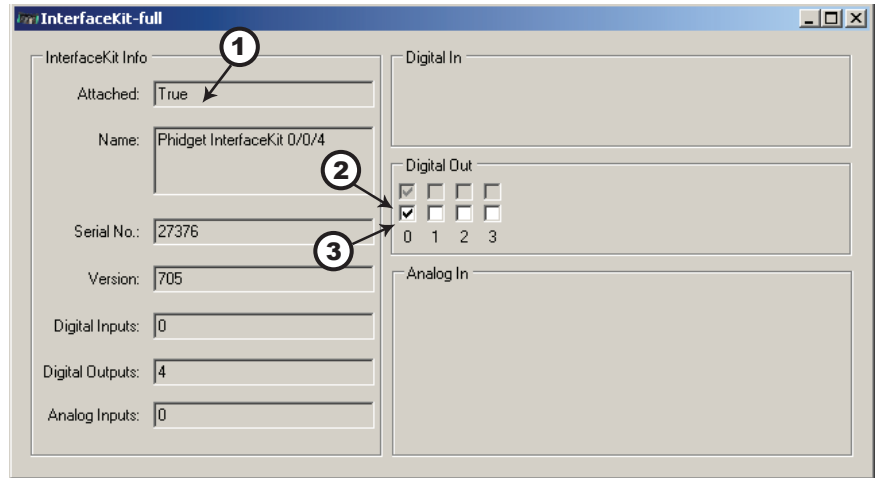 InterfaceKit-full
InterfaceKit Info
1
Attached: True
Name: Phidget InterfaceKit 0/0/4
Serial No.: 27376
Version: 705
Digital Inputs: 0
Digital Outputs: 4
Analog Inputs: 0
Digital In
2
Digital Out
3
0 1 2 3
Analog In